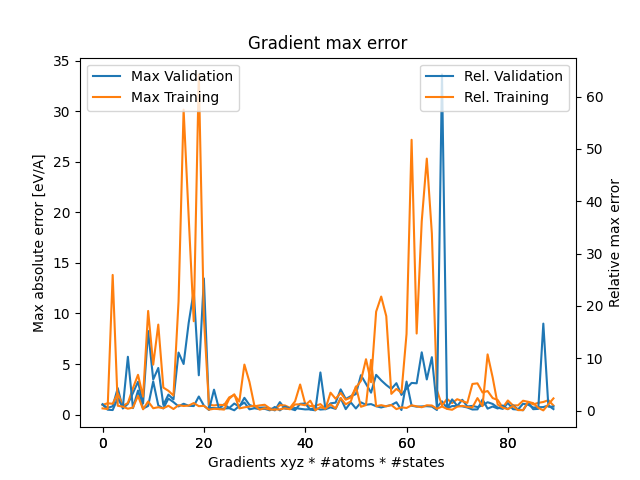 Gradient max error
Max Validation
Max Training
Rel. Validation
Rel. Training
Max absolute error [eV/A]
35
30
25
20
15
10
5
0
60
50
40
30
20
10
0
Relative max error
0 20 40 60 80
Gradients xyz * #atoms * #states